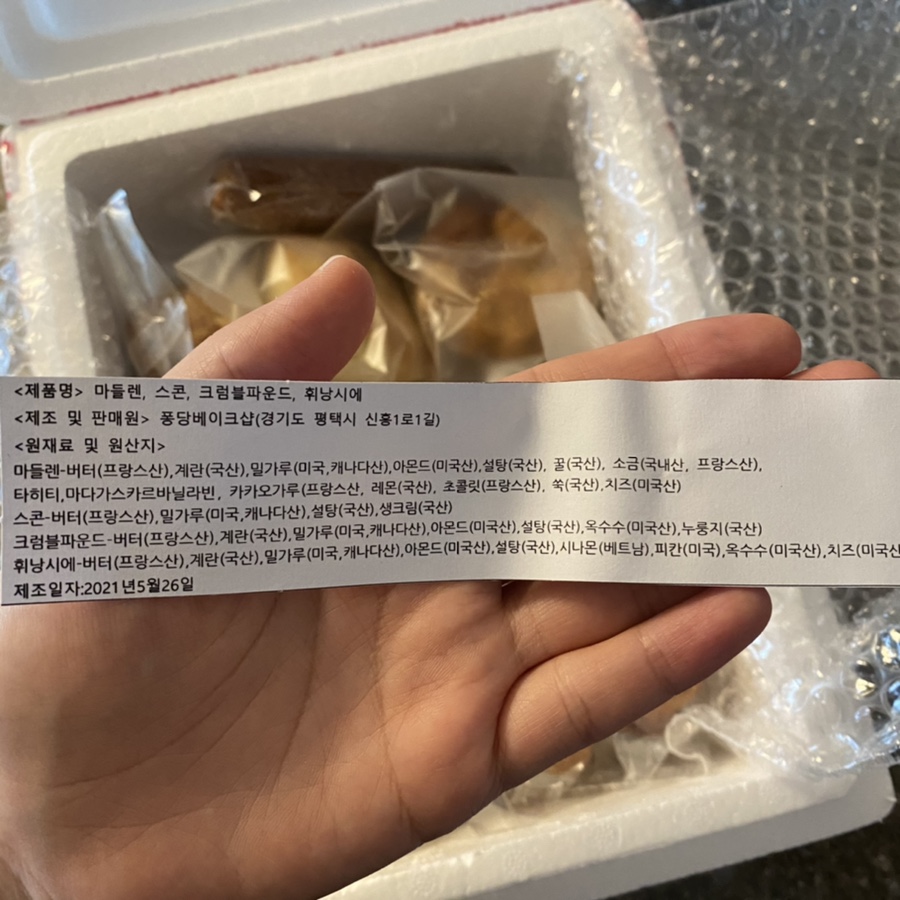 <제품명> 마들렌, 스콘, 크럼블파운드, 휘낭시에
<제조 및 판매원> 퐁당베이크샵(경기도 평택시 신흥1로1길)
<원재료 및 원산지>
마들렌-버터(프랑스산),계란(국산),밀가루(미국,캐나다산),아몬드(미국산),설탕(국산), 꿀(국산), 소금(국내산, 프랑스산),
타히티,마다가스카르바닐라빈, 카카오가루(프랑스산, 레몬(국산, 초콜릿(프랑스산), 쑥(국산).치즈(미국산)
스콘-버터(프랑스산),밀가루(미국,캐나다산),설탕(국산),생크림(국산)
크럼블파운드-버터(프랑스산),계란(국산),밀가루(미국,캐나다산),아몬드(미국산),설탕(국산),옥수수(미국산),누룽지(국산)
휘낭시에-버터(프랑스산),계란(국산),밀가루(미국,캐나다산),아몬드(미국산),설탕(국산),시나몬(베트남),피칸(미국),옥수수(미국산),치즈(미국산
제조일자:2021년5월26일